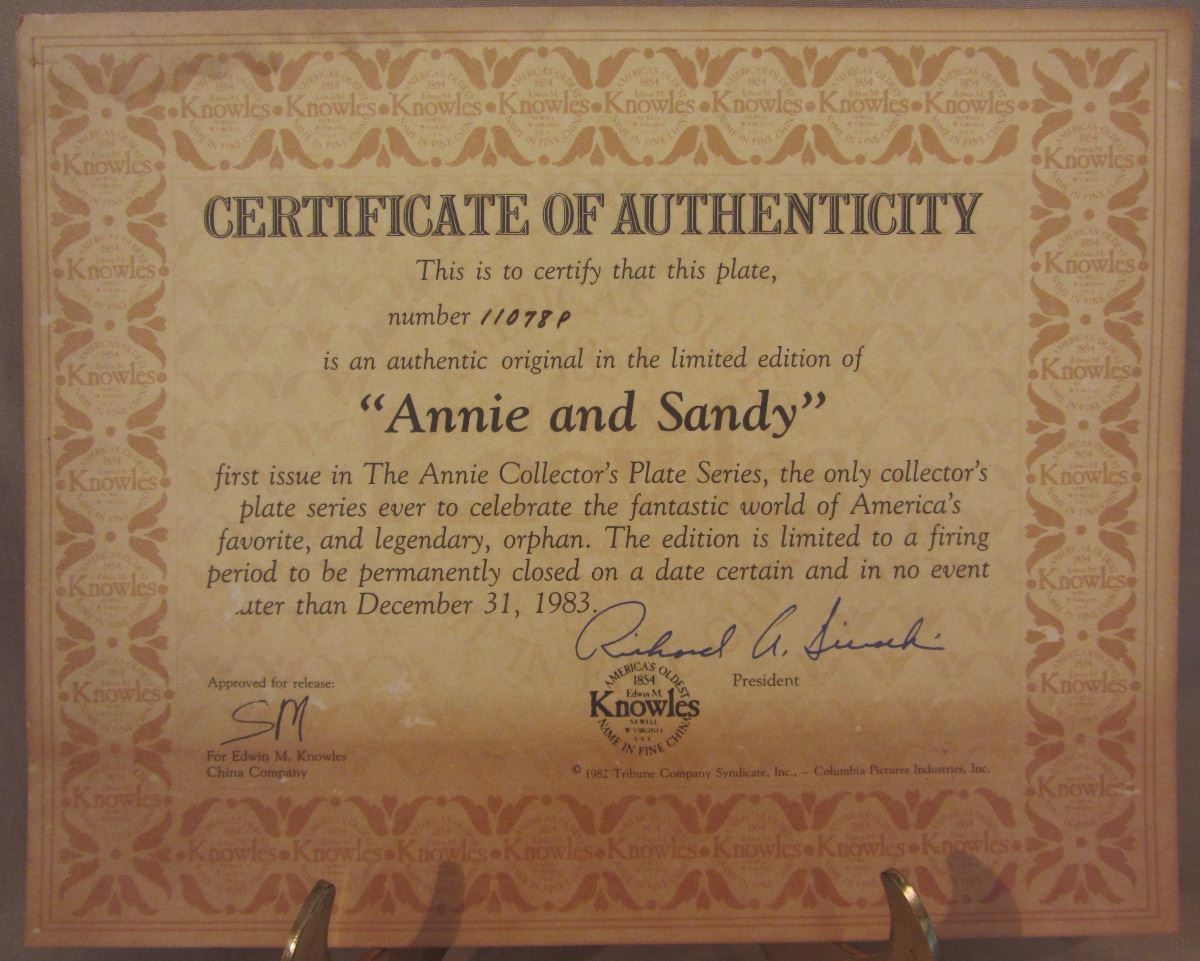 CERTIFICATE OF AUTHENTICITY
This is to certify that this plate,
number 11078P
is an authentic original in the limited edition of
"Annie and Sandy"
first issue in The Annie Collector's Plate Series, the only collector's
plate series ever to celebrate the fantastic world of America's
favorite, and legendary, orphan. The edition is limited to a firing
period to be permanently closed on a date certain and in no event
later than December 31, 1983.
Richard A.
President
Approved for release:
SM
For Edwin M. Knowles
China Company
AMERICA'S OLDEST
1854
Edwin M.
Knowles
NEWELL
W VIRGINIA
U S A
NAME IN FINE CHINA
© 1982 Tribune Company Syndicate, Inc., – Columbia Pictures Industries, Inc.